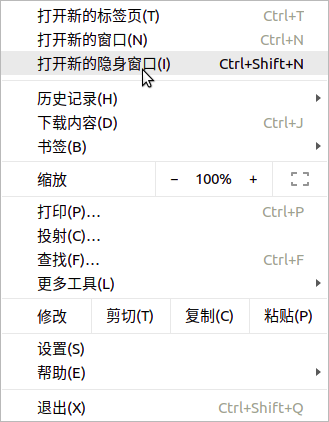 打开新的标签页(T) Ctrl+T
打开新的窗口(N) Ctrl+N
打开新的隐身窗口(I) Ctrl+Shift+N
历史记录(H)
下载内容(D) Ctrl+J
书签(B)
缩放 − 100% +
打印(P)... Ctrl+P
投射(C)...
查找(F)... Ctrl+F
更多工具(L)
修改 剪切(T) 复制(C) 粘贴(P)
设置(S)
帮助(E)
退出(X) Ctrl+Shift+Q